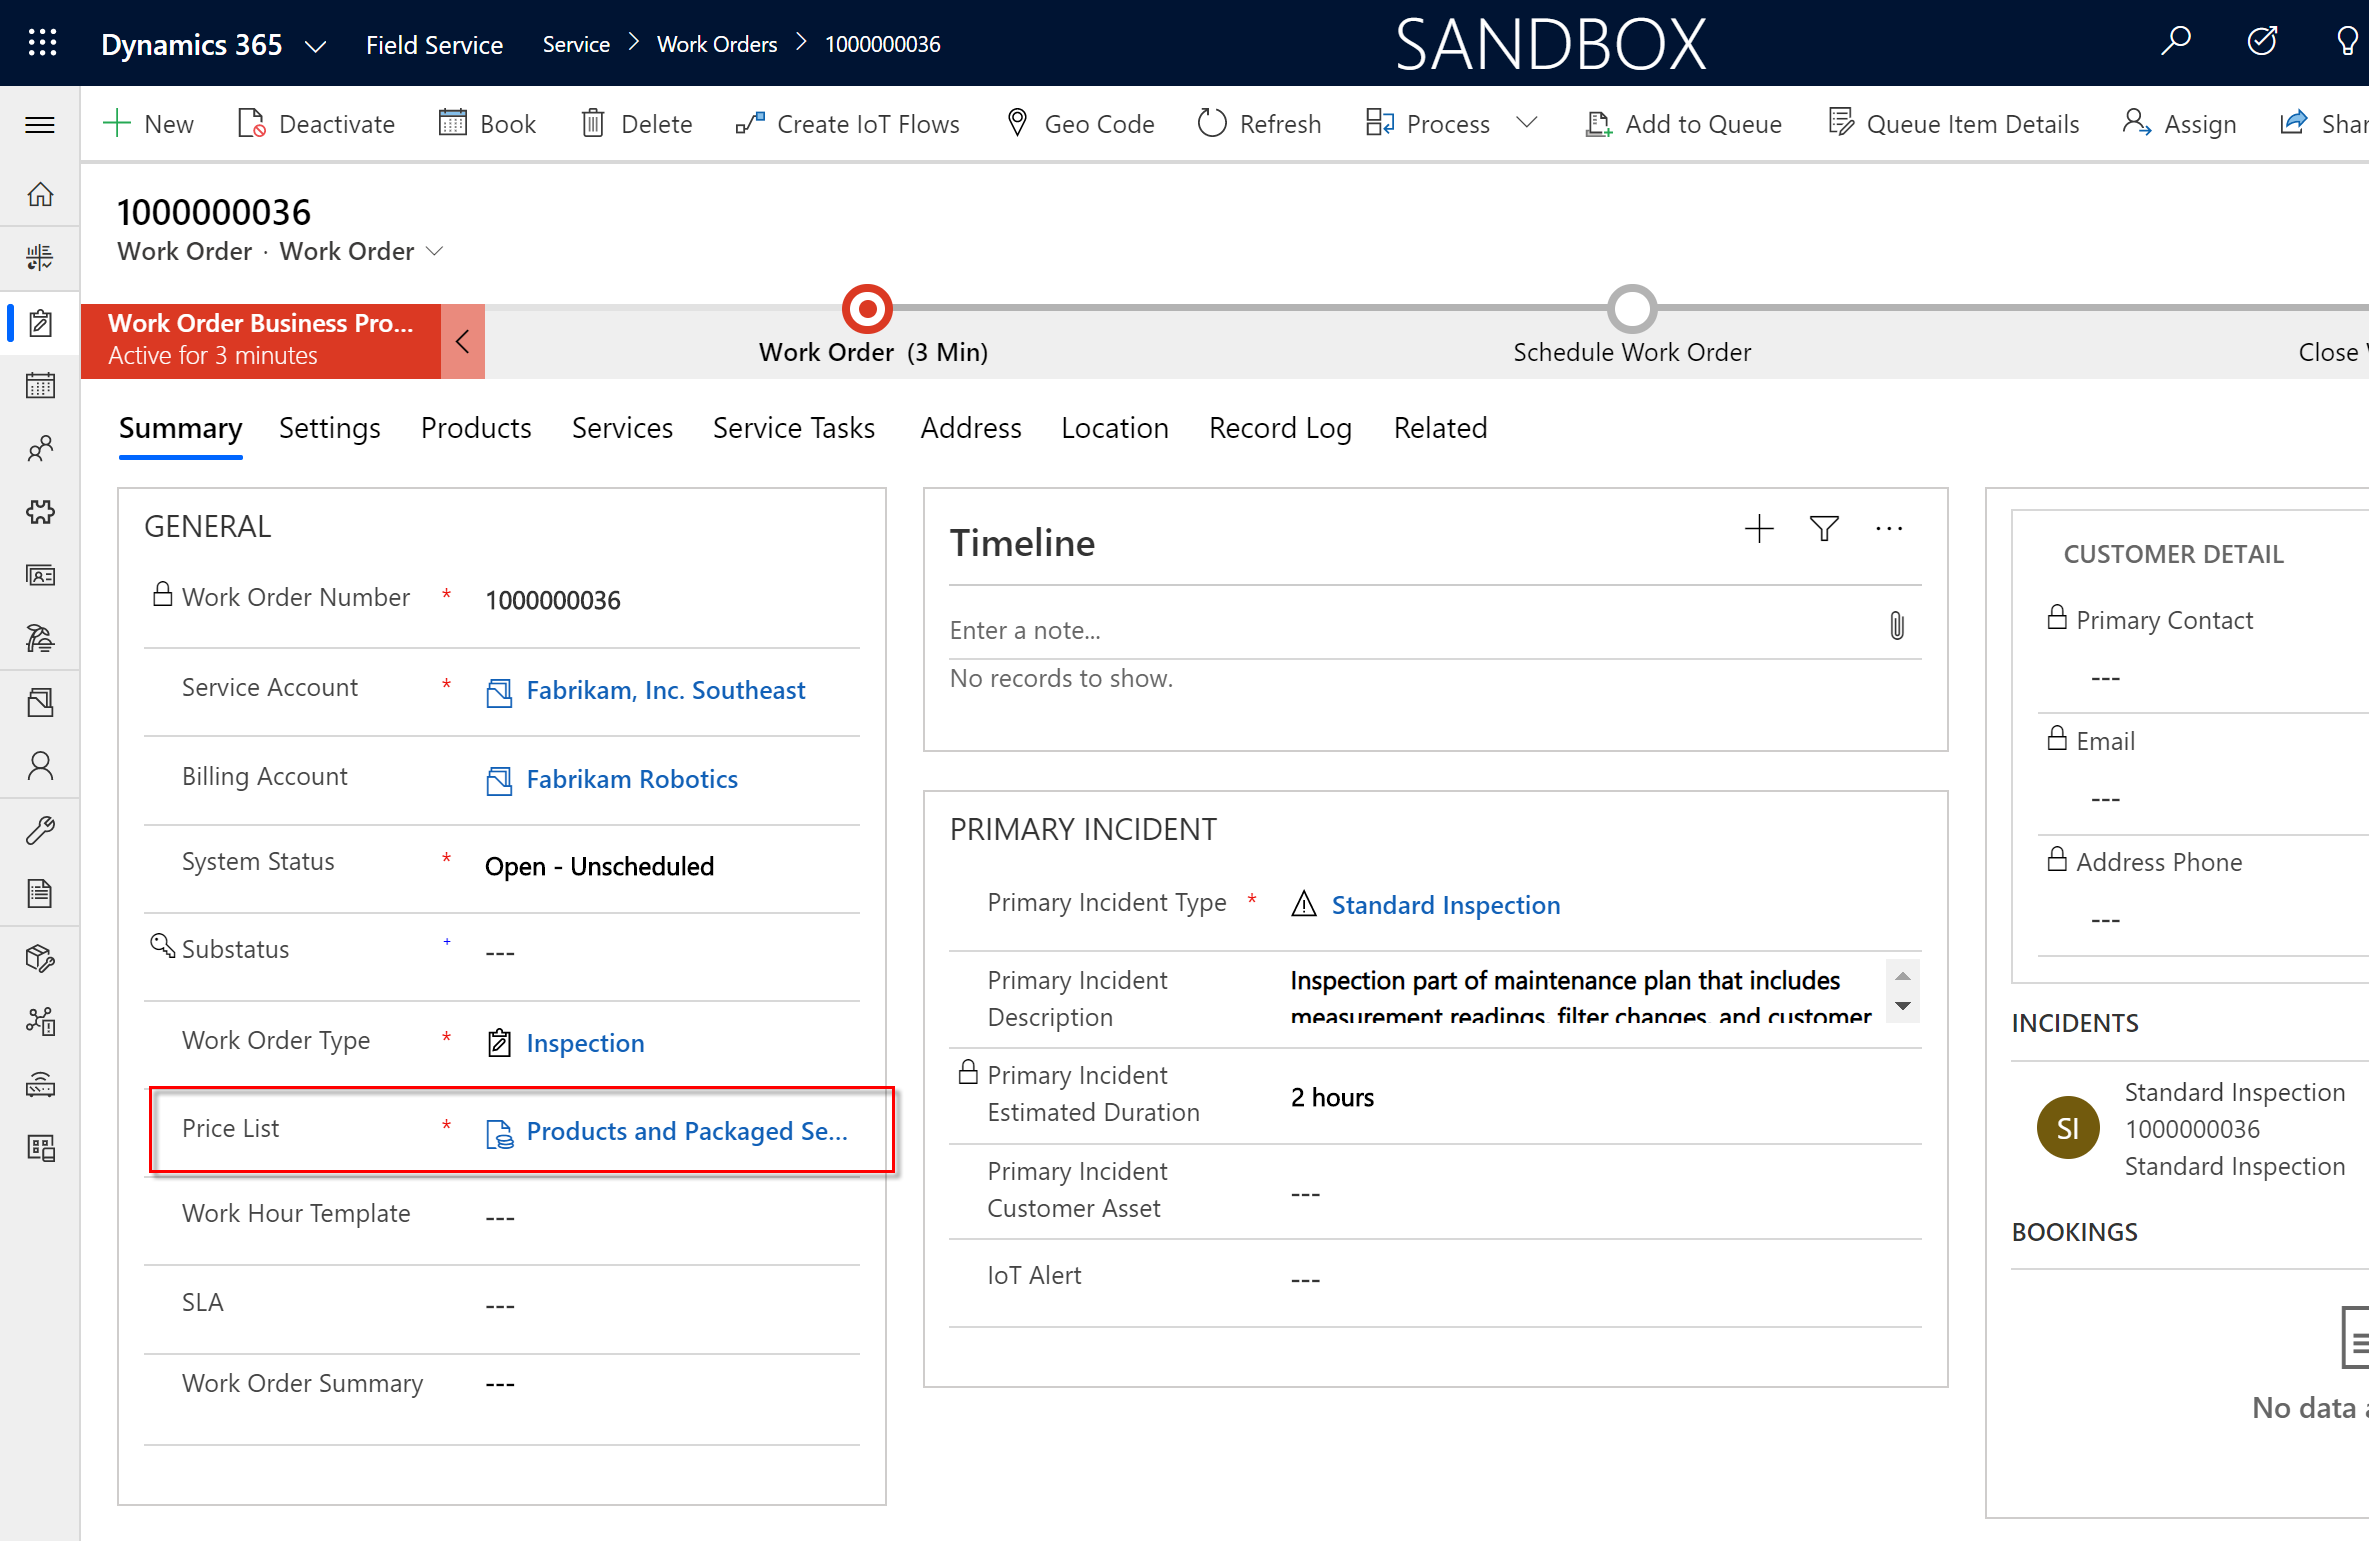 Dynamics 365
Field Service
Service > Work Orders > 1000000036
SANDBOX
New
Deactivate
Book
Delete
Create IoT Flows
Geo Code
Refresh
Process
Add to Queue
Queue Item Details
Assign
1000000036
Work Order · Work Order
Work Order Business Pro...
Active for 3 minutes
Work Order (3 Min)
Schedule Work Order
Close
Summary
Settings
Products
Services
Service Tasks
Address
Location
Record Log
Related
GENERAL
Work Order Number * 1000000036
Service Account * Fabrikam, Inc. Southeast
Billing Account Fabrikam Robotics
System Status * Open - Unscheduled
Substatus + ---
Work Order Type * Inspection
Price List * Products and Packaged Se...
Work Hour Template ---
SLA ---
Work Order Summary ---
Timeline
Enter a note...
No records to show.
PRIMARY INCIDENT
Primary Incident Type * Standard Inspection
Primary Incident
Description
Inspection part of maintenance plan that includes
measurement readings, filter changes, and customer
Primary Incident
Estimated Duration
2 hours
Primary Incident
Customer Asset
---
IoT Alert ---
CUSTOMER DETAIL
Primary Contact
---
Email
---
Address Phone
---
INCIDENTS
SI
Standard Inspection
1000000036
Standard Inspection
BOOKINGS
No data